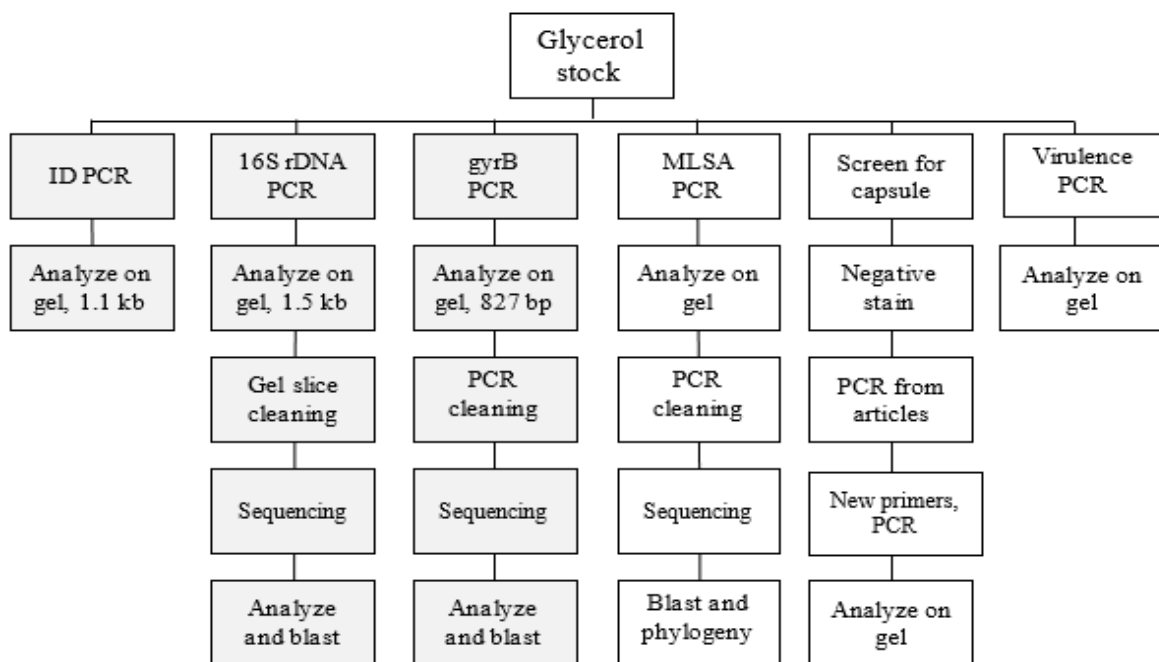 Glycerol
stock
ID PCR
Analyze on
gel, 1.1 kb
16S rDNA
PCR
Analyze on
gel, 1.5 kb
Gel slice
cleaning
Sequencing
Analyze
and blast
gyrB
PCR
Analyze on
gel, 827 bp
PCR
cleaning
Sequencing
Analyze
and blast
MLSA
PCR
Analyze on
gel
PCR
cleaning
Sequencing
Blast and
phylogeny
Screen for
capsule
Negative
stain
PCR from
articles
New primers,
PCR
Analyze on
gel
Virulence
PCR
Analyze on
gel